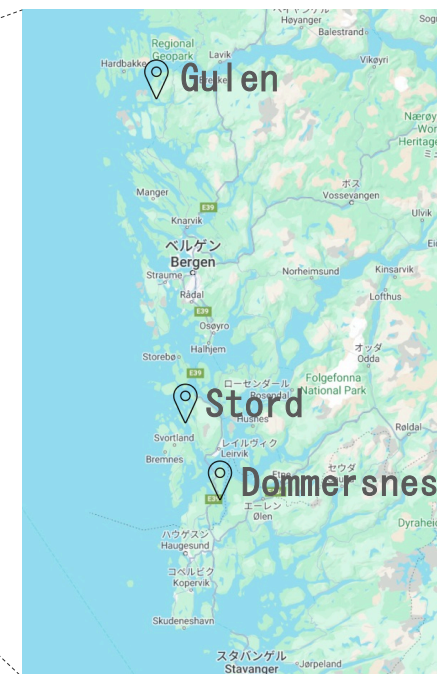 Høyanger
Balestrand
Sog
Regional
Geopark
Lavik
Vikøyri
Hardbakke
Gulen
Nærøy
Wor
Heritage
ボス
Vossevangen
Manger
E39
Ulvik
Knarvik
ベルゲン
Bergen
Straume
Norheimsund
Kinsarvik
Rådal
Lofthus
E39
Osøyro
Halhjem
オッダ
Odda
Storebø
E39
ローセンダール
Rosendal
Folgefonna
National Park
Stord
Husnes
Røldal
Svortland
レイルヴィク
Leirvik
Bremnes
セウダ
Etne
Dommersnes
エーレン
Ølen
Dyrahei
ハウゲスン
Haugesund
コペルビク
Kopervik
Skudeneshavn
スタバンゲル
Stavanger
Jørpeland